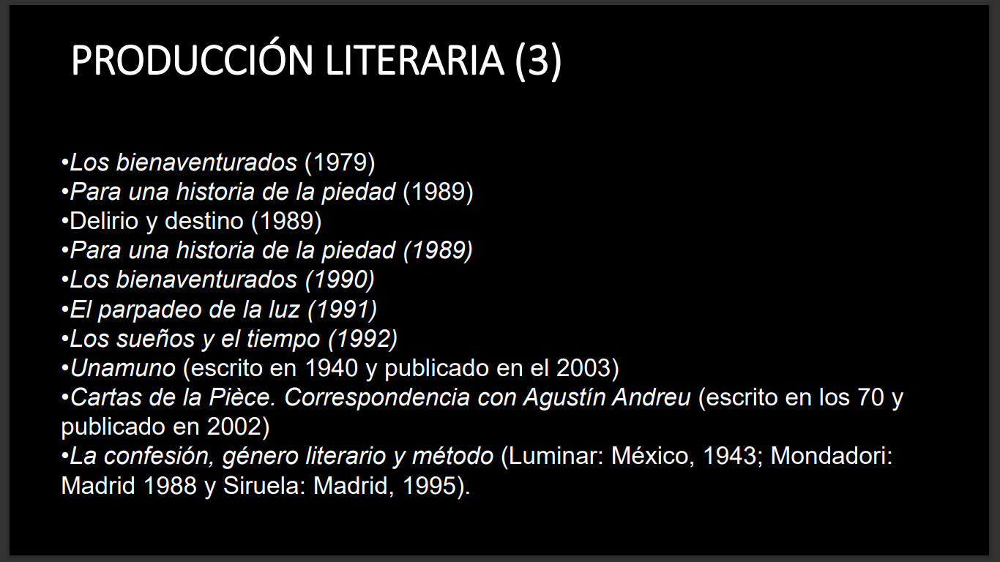 PRODUCCIÓN LITERARIA (3)
•Los bienaventurados (1979)
•Para una historia de la piedad (1989)
•Delirio y destino (1989)
•Para una historia de la piedad (1989)
•Los bienaventurados (1990)
•El parpadeo de la luz (1991)
•Los sueños y el tiempo (1992)
•Unamuno (escrito en 1940 y publicado en el 2003)
•Cartas de la Pièce. Correspondencia con Agustín Andreu (escrito en los 70 y
publicado en 2002)
•La confesión, género literario y método (Luminar: México, 1943; Mondadori:
Madrid 1988 y Siruela: Madrid, 1995).